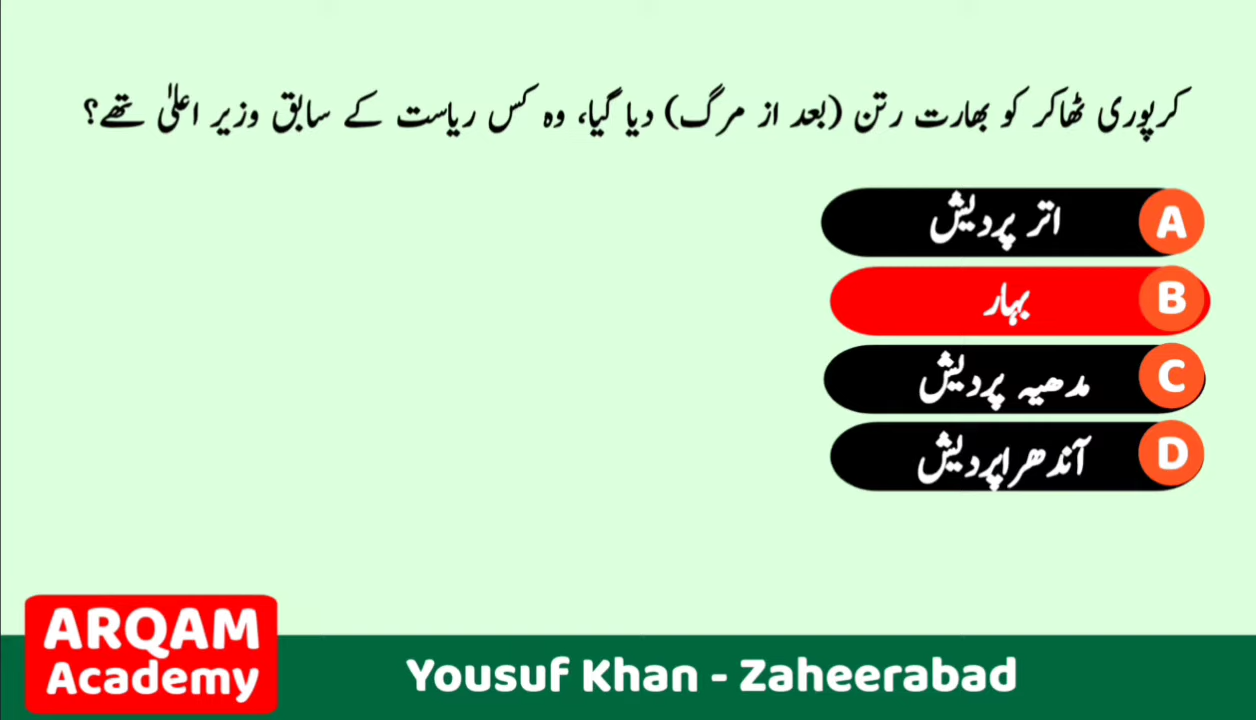 کرپوری ٹھاکر کو بھارت رتن (بعد از مرگ) دیا گیا، وہ کس ریاست کے سابق وزیر اعلیٰ تھے؟
A اتر پردیش
B بہار
C مدھیہ پردیش
D آندھراپردیش
ARQAM
Academy
Yousuf Khan - Zaheerabad